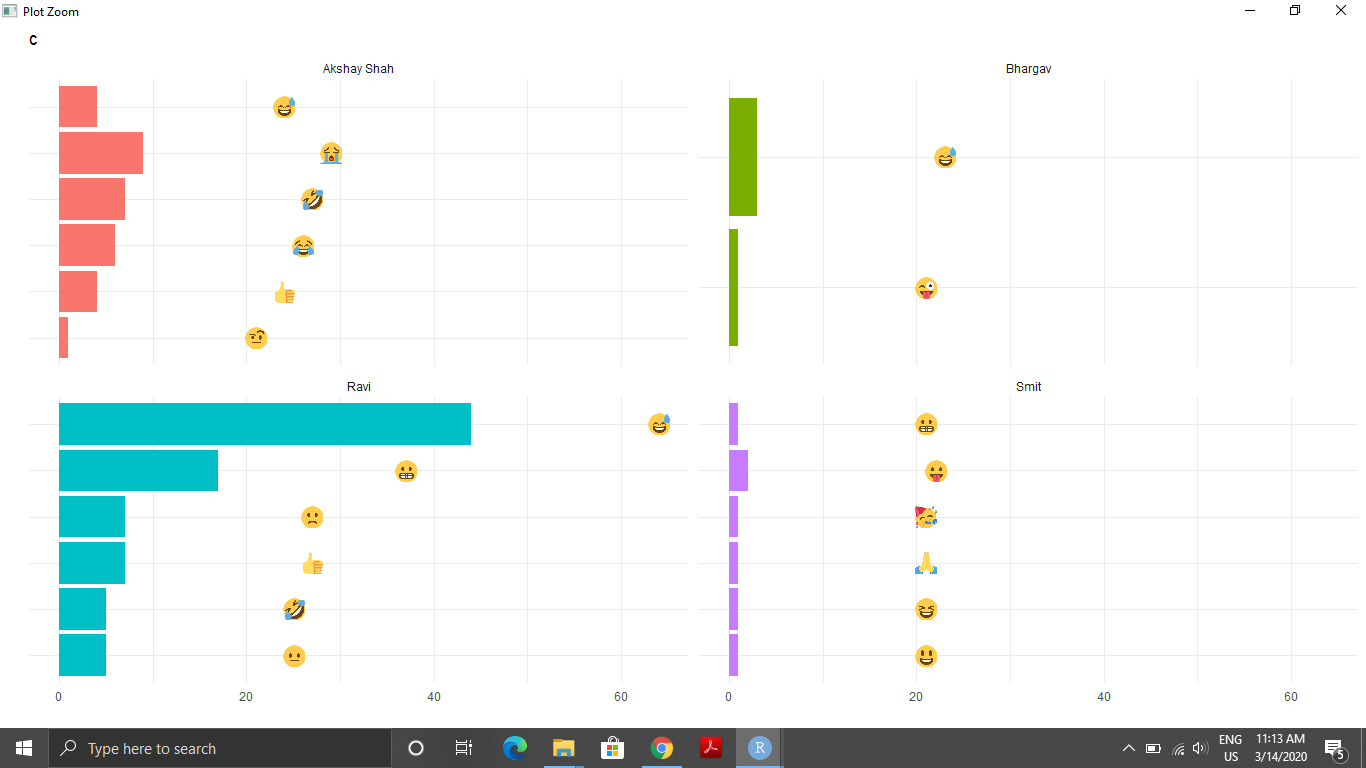 Plot Zoom
c
Akshay Shah
Bhargav
Ravi
Smit
0 20 40 60
0 20 40 60
Type here to search
R
ENG
US
11:13 AM
3/14/2020
5